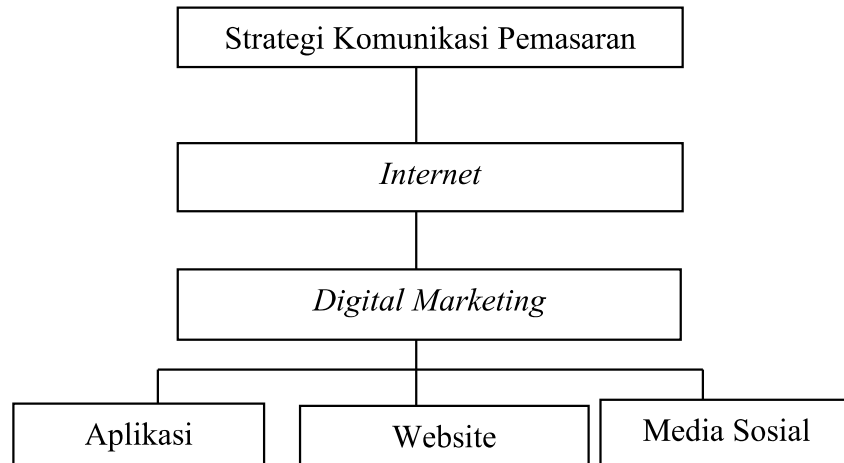 Strategi Komunikasi Pemasaran
Internet
Digital Marketing
Aplikasi
Website
Media Sosial